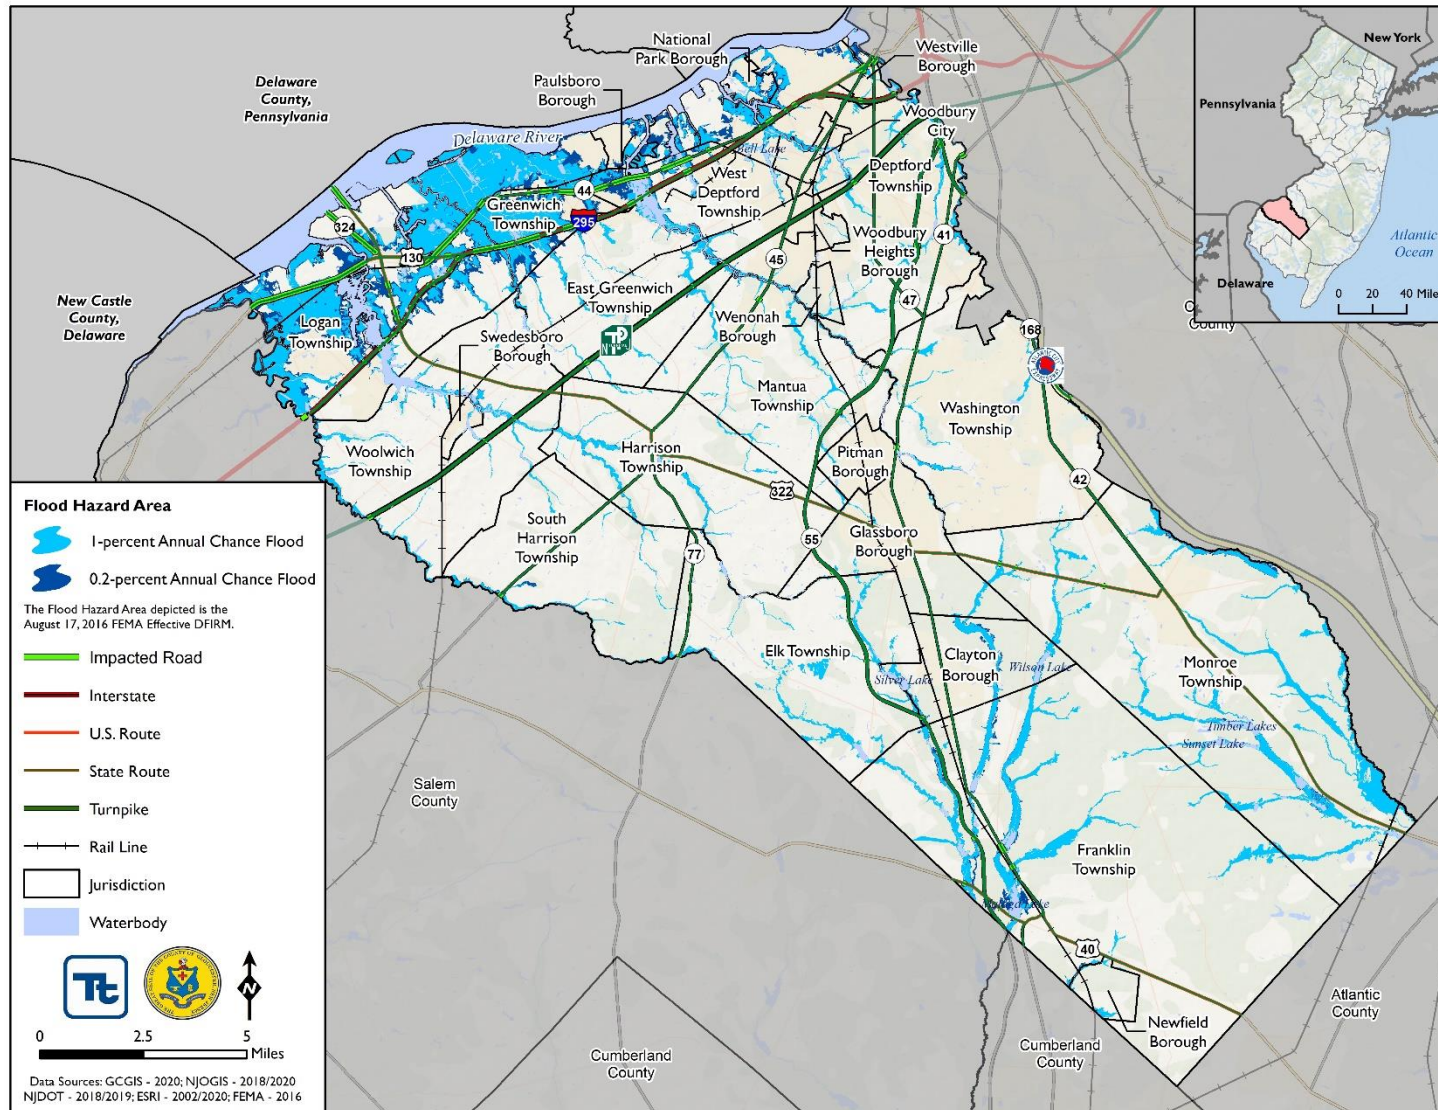 National
Park Borough
Westville
Borough
Paulsboro
Borough
Delaware
County,
Pennsylvania
Delaware River
Woodbury
City
Deptford
Township
West
Deptford
Township
44
Greenwich
Township
295
324
130
45
41
Woodbury
Heights
Borough
East Greenwich
Township
47
New Castle
County,
Delaware
Logan
Township
Swedesboro
Borough
Wenonah
Borough
168
Mantua
Township
Washington
Township
Woolwich
Township
Harrison
Township
Pitman
Borough
42
322
South
Harrison
Township
77
55
Glassboro
Borough
Elk Township
Silver Lake
Clayton
Borough
Wilson Lake
Monroe
Township
Timber Lakes
Sunset Lake
Salem
County
Franklin
Township
Lake
40
Newfield
Borough
Atlantic
County
Cumberland
County
Cumberland
County
County
New York
Pennsylvania
Atlantic
Ocean
Delaware
0 20 40 Mile
Flood Hazard Area
1-percent Annual Chance Flood
0.2-percent Annual Chance Flood
The Flood Hazard Area depicted is the
August 17, 2016 FEMA Effective DFIRM.
Impacted Road
Interstate
U.S. Route
State Route
Turnpike
Rail Line
Jurisdiction
Waterbody
Tt
N
0 2.5 5
Miles
Data Sources: GCGIS - 2020; NJOGIS - 2018/2020
NJDOT - 2018/2019; ESRI - 2002/2020; FEMA - 2016